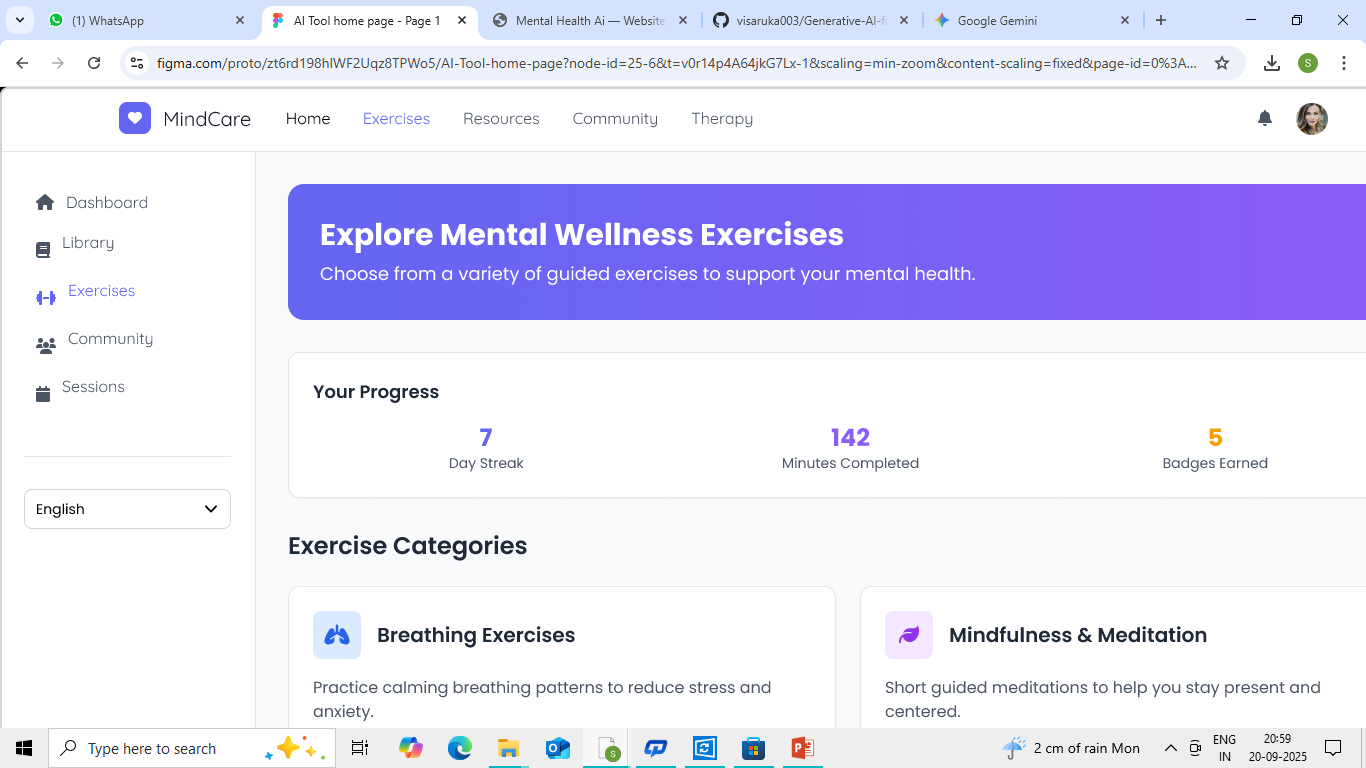 (1) WhatsApp
AI Tool home page - Page 1
Mental Health Ai — Website
visaruka003/Generative-AI-f
Google Gemini
figma.com/proto/zt6rd198hlWF2Uqz8TPWo5/AI-Tool-home-page?node-id=25-6&t=v0r14p4A64jkG7Lx-1&scaling=min-zoom&content-scaling=fixed&page-id=0%3A...
S
MindCare
Home
Exercises
Resources
Community
Therapy
Dashboard
Library
Exercises
Community
Sessions
English
Explore Mental Wellness Exercises
Choose from a variety of guided exercises to support your mental health.
Your Progress
7
Day Streak
142
Minutes Completed
5
Badges Earned
Exercise Categories
Breathing Exercises
Practice calming breathing patterns to reduce stress and
anxiety.
Mindfulness & Meditation
Short guided meditations to help you stay present and
centered.
Type here to search
S
2 cm of rain Mon
ENG
IN
20:59
20-09-2025